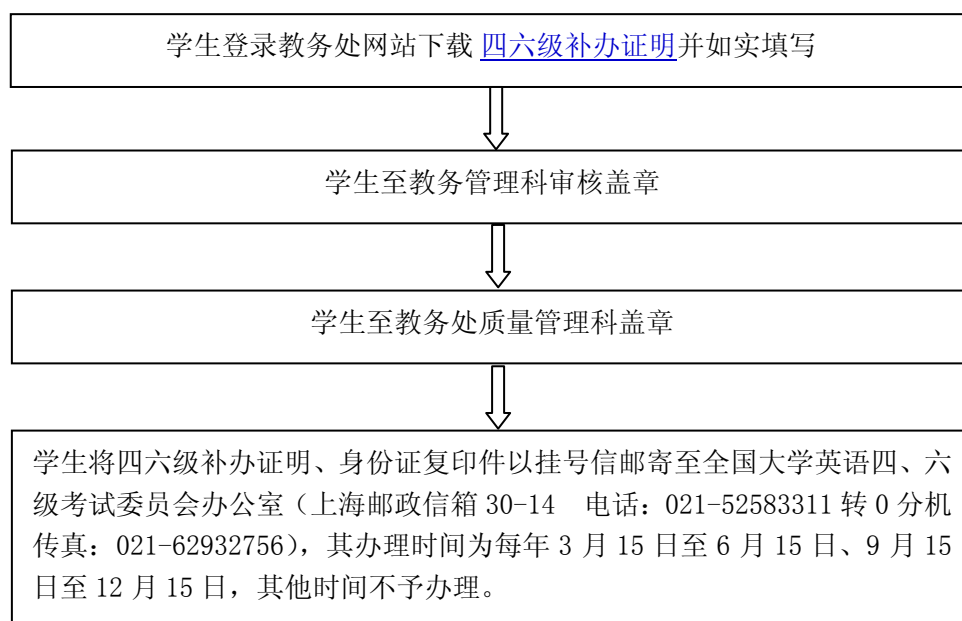 学生登录教务处网站下载 四六级补办证明并如实填写
学生至教务管理科审核盖章
学生至教务处质量管理科盖章
学生将四六级补办证明、身份证复印件以挂号信邮寄至全国大学英语四、六
级考试委员会办公室（上海邮政信箱 30-14 电话：021-52583311 转 0 分机
传真：021-62932756），其办理时间为每年 3 月 15 日至 6 月 15 日、9 月 15
日至 12 月 15 日，其他时间不予办理。